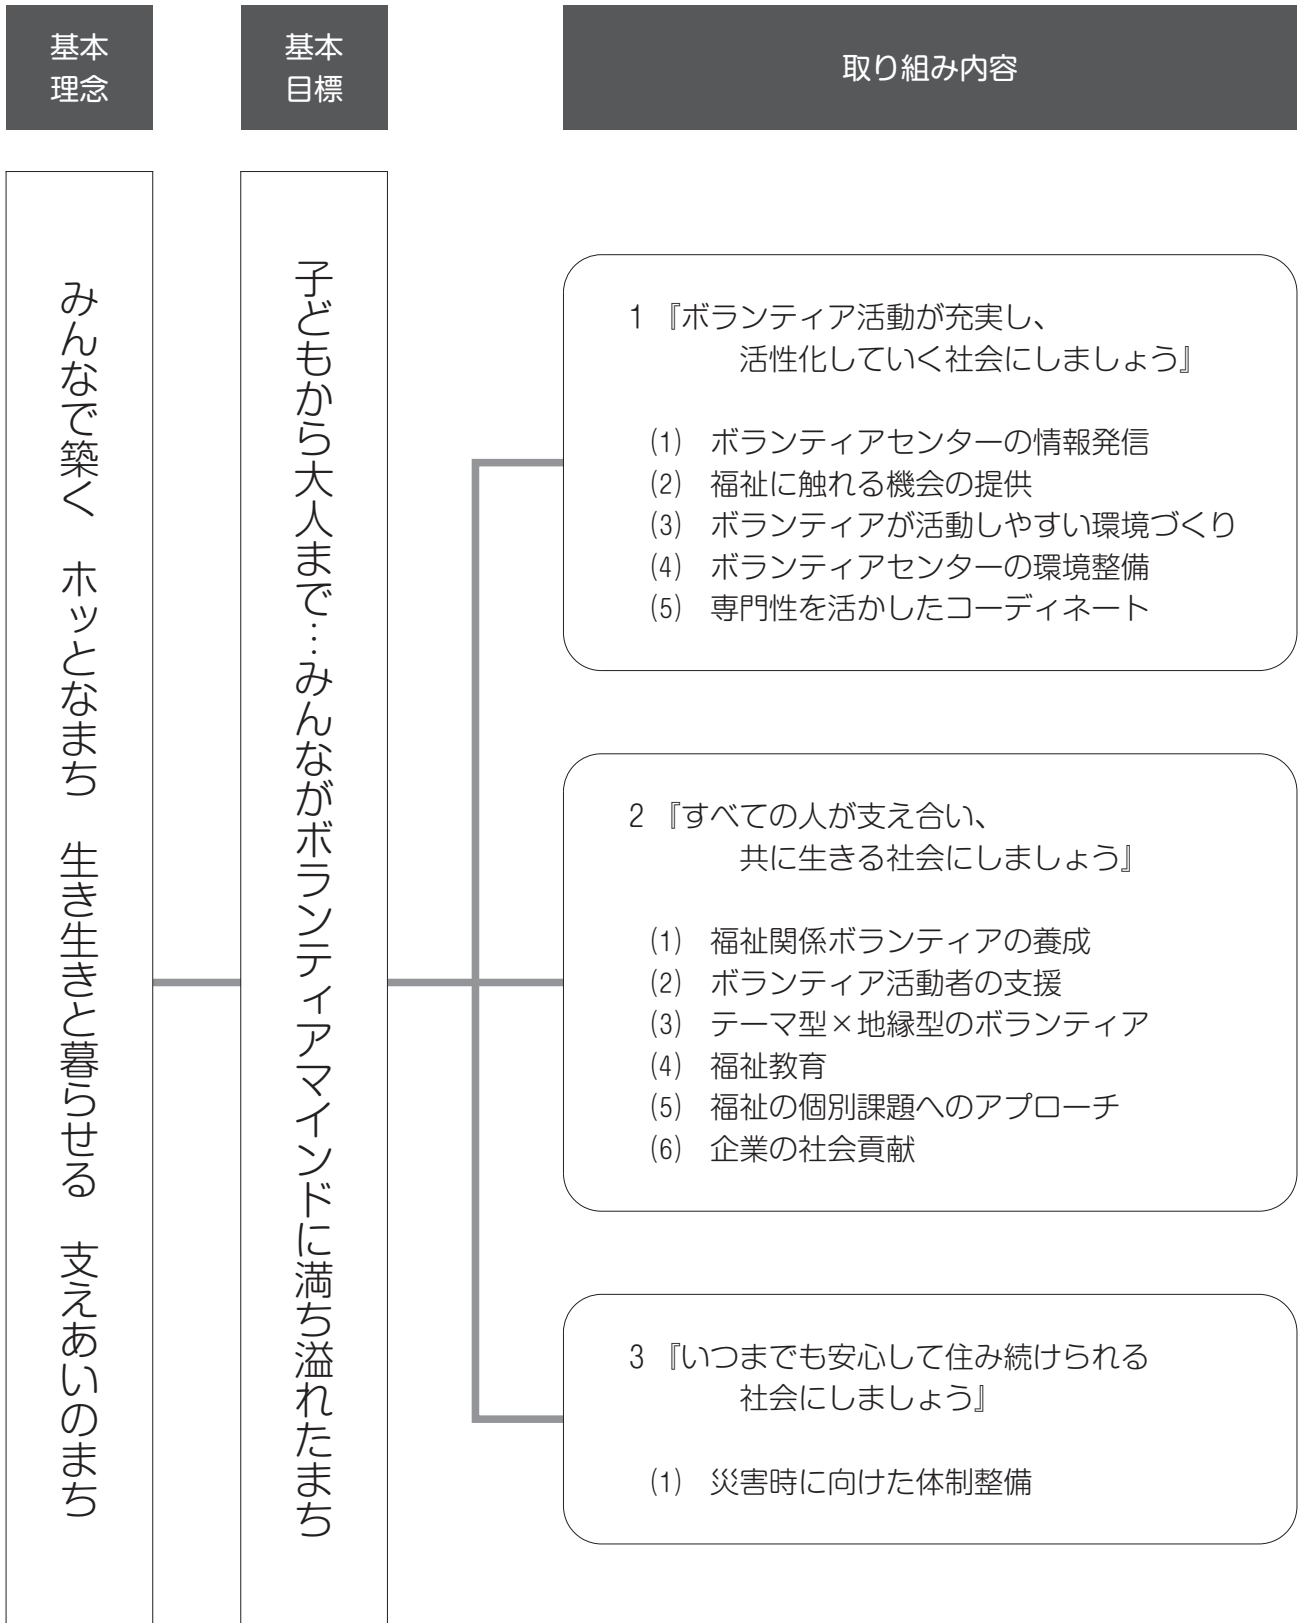 基本
理念
基本
目標
取り組み内容
みんなで築く　ホッとなまち　生き生きと暮らせる　支えあいのまち
子どもから大人まで…みんながボランティアマインドに満ち溢れたまち
1 『ボランティア活動が充実し、
活性化していく社会にしましょう』
(1)　ボランティアセンターの情報発信
(2)　福祉に触れる機会の提供
(3)　ボランティアが活動しやすい環境づくり
(4)　ボランティアセンターの環境整備
(5)　専門性を活かしたコーディネート
2 『すべての人が支え合い、
共に生きる社会にしましょう』
(1)　福祉関係ボランティアの養成
(2)　ボランティア活動者の支援
(3)　テーマ型×地縁型のボランティア
(4)　福祉教育
(5)　福祉の個別課題へのアプローチ
(6)　企業の社会貢献
3 『いつまでも安心して住み続けられる
社会にしましょう』
(1)　災害時に向けた体制整備